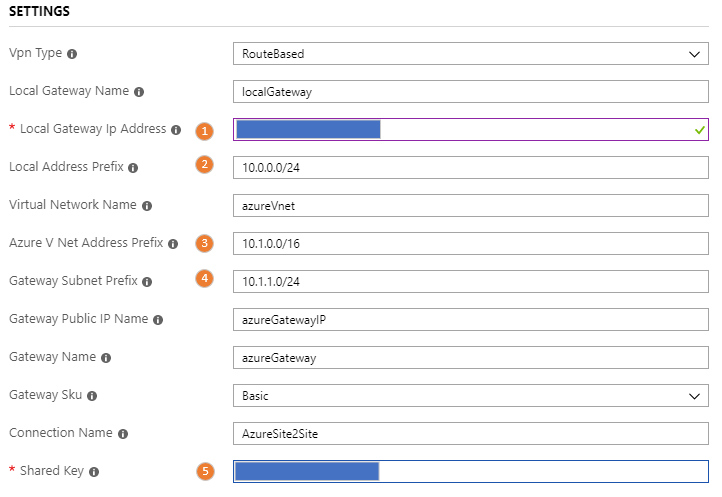 SETTINGS
Vpn Type RouteBased
Local Gateway Name localGateway
* Local Gateway Ip Address 1
Local Address Prefix 2 10.0.0.0/24
Virtual Network Name azureVnet
Azure V Net Address Prefix 3 10.1.0.0/16
Gateway Subnet Prefix 4 10.1.1.0/24
Gateway Public IP Name azureGatewayIP
Gateway Name azureGateway
Gateway Sku Basic
Connection Name AzureSite2Site
* Shared Key 5